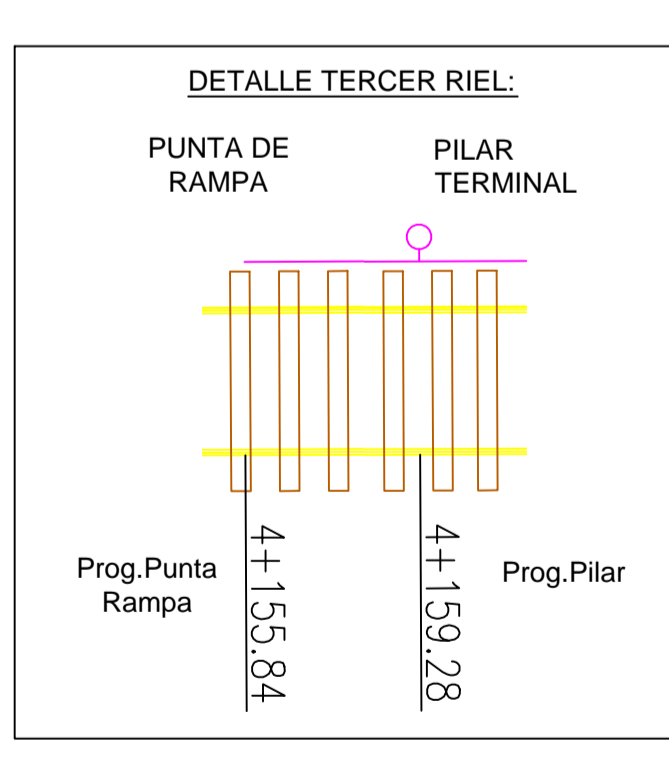 DETALLE TERCER RIEL:
PUNTA DE
RAMPA
PILAR
TERMINAL
Prog.Punta
Rampa
4+155.84
4+159.28
Prog.Pilar